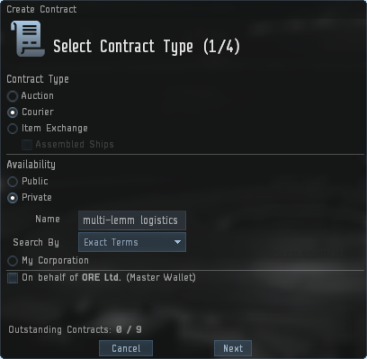 Create Contract
Select Contract Type (1/4)
Contract Type
Auction
Courier
Item Exchange
Assembled Ships
Availability
Public
Private
Name multi-lemm logistics
Search By Exact Terms
My Corporation
On behalf of ORE Ltd. (Master Wallet)
Outstanding Contracts: 0 / 9
Cancel Next